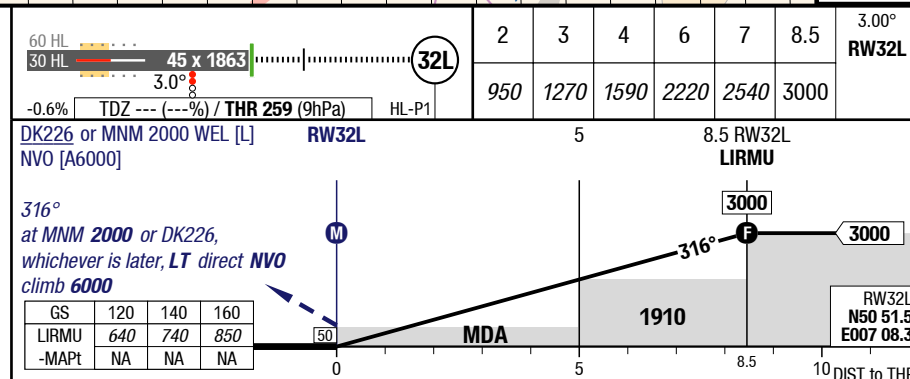 60 HL
30 HL
45 x 1863
32L
3.0°
-0.6%
TDZ --- (---%) / THR 259 (9hPa)
HL-P1
2 3 4 6 7 8.5
3.00°
RW32L
950 1270 1590 2220 2540 3000
DK226 or MNM 2000 WEL [L]
NVO [A6000]
RW32L
5
8.5 RW32L
LIRMU
316°
at MNM 2000 or DK226,
whichever is later, LT direct NVO
climb 6000
M
3000
F
3000
316°
GS 120 140 160
LIRMU 640 740 850
-MAPt NA NA NA
50
MDA
1910
RW32L
N50 51.5
E007 08.3
0
5
8.5
10
DIST to THR